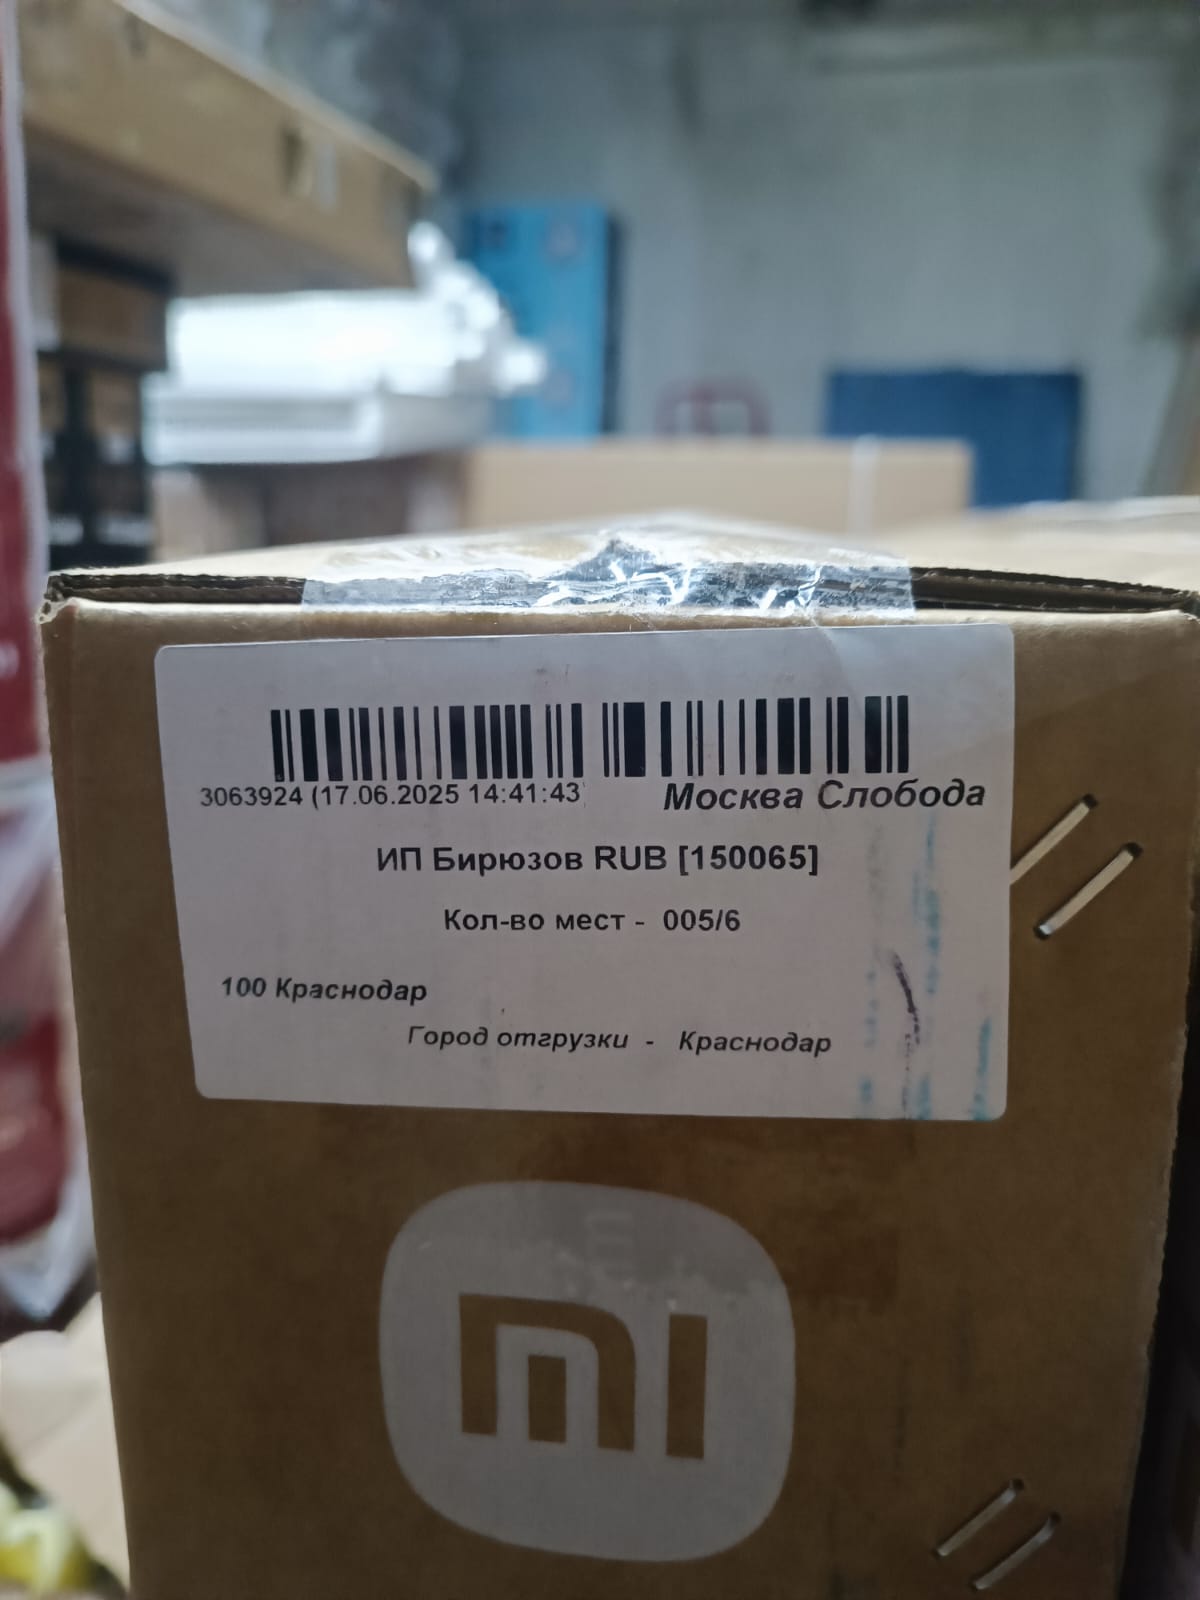 3063924 (17.06.2025 14:41:43
Москва Слобода
ИП Бирюзов RUB [150065]
Кол-во мест - 005/6
100 Краснодар
Город отгрузки - Краснодар
mi